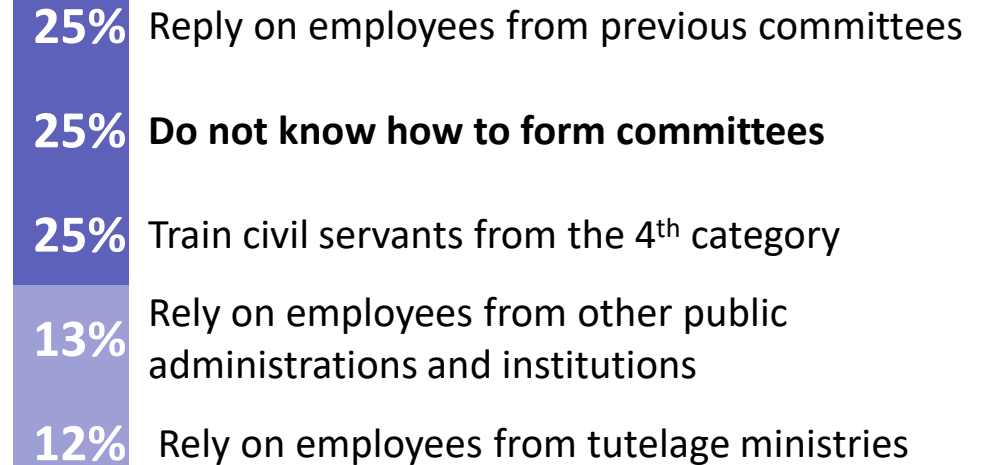 25% Reply on employees from previous committees
25% Do not know how to form committees
25% Train civil servants from the 4th category
13% Rely on employees from other public
administrations and institutions
12% Rely on employees from tutelage ministries